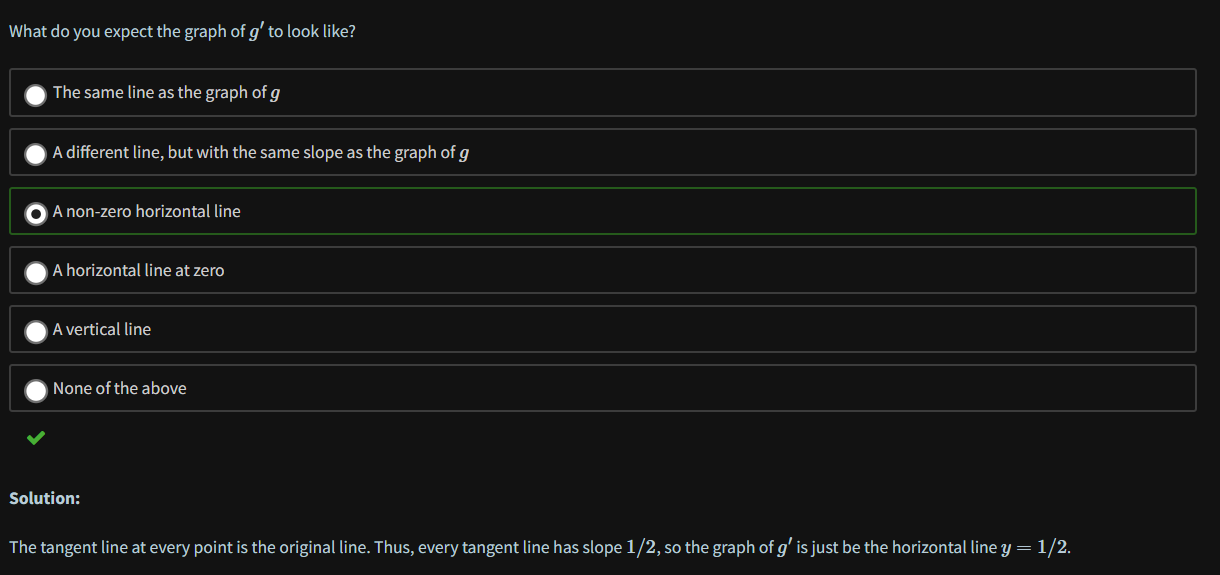 What do you expect the graph of g′ to look like?
The same line as the graph of g
A different line, but with the same slope as the graph of g
A non-zero horizontal line
A horizontal line at zero
A vertical line
None of the above
Solution:
The tangent line at every point is the original line. Thus, every tangent line has slope 1/2, so the graph of g′ is just be the horizontal line y = 1/2.